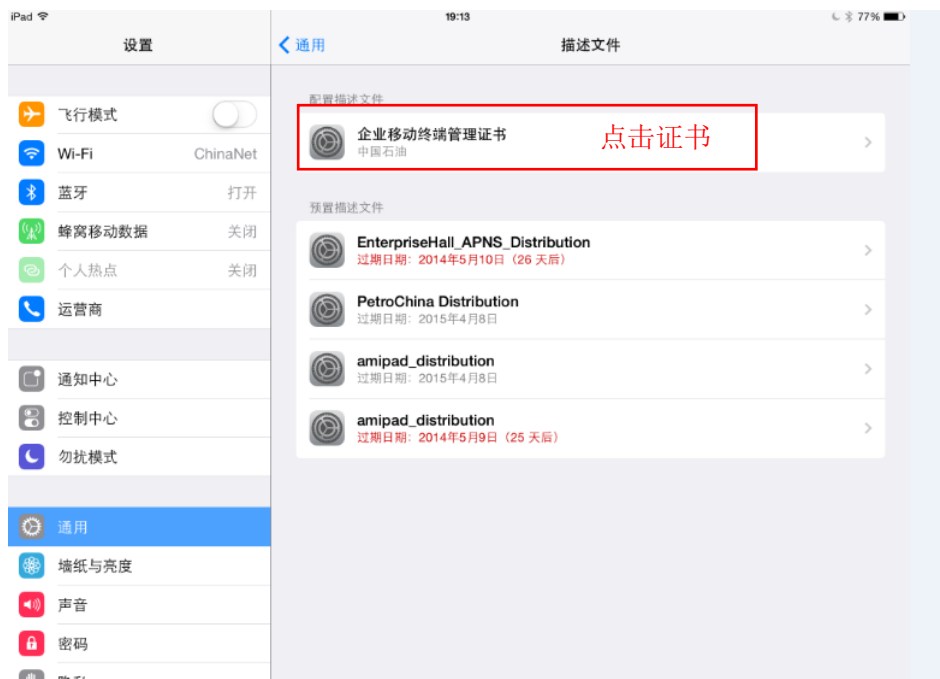 iPad
19:13
77%
设置
通用
描述文件
飞行模式
Wi-Fi
ChinaNet
蓝牙
打开
蜂窝移动数据
关闭
个人热点
关闭
运营商
通知中心
控制中心
勿扰模式
通用
墙纸与亮度
声音
密码
配置描述文件
企业移动终端管理证书
中国石油
点击证书
预置描述文件
EnterpriseHall_APNS_Distribution
过期日期：2014年5月10日（26 天后）
PetroChina Distribution
过期日期：2015年4月8日
amipad_distribution
过期日期：2015年4月8日
amipad_distribution
过期日期：2014年5月9日（25 天后）